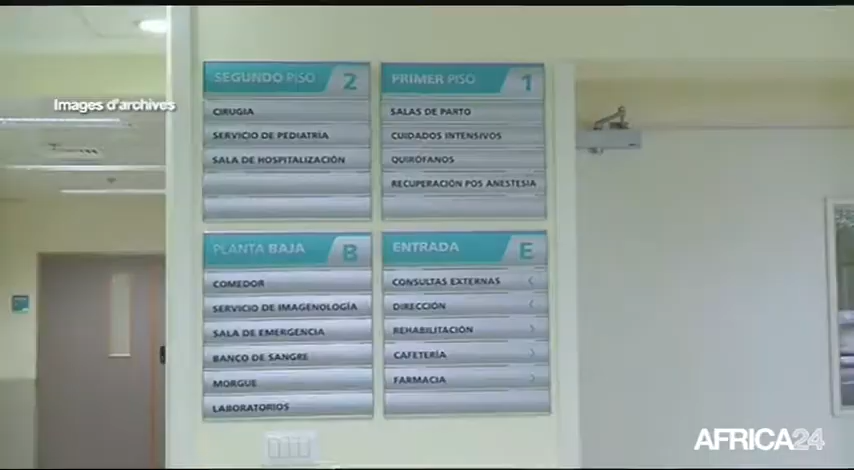 Images d'archives
SEGUNDO PISO 2
CIRUGIA
SERVICIO DE PEDIATRIA
SALA DE HOSPITALIZACIÓN
PRIMER PISO 1
SALAS DE PARTO
CUIDADOS INTENSIVOS
QUIRÓFANOS
RECUPERACIÓN POS ANESTESIA
PLANTA BAJA B
COMEDOR
SERVICIO DE IMAGENOLOGÍA
SALA DE EMERGENCIA
BANCO DE SANGRE
MORGUE
LABORATORIOS
ENTRADA E
CONSULTAS EXTERNAS
DIRECCIÓN
REHABILITACIÓN
CAFETERÍA
FARMACIA
AFRICA24